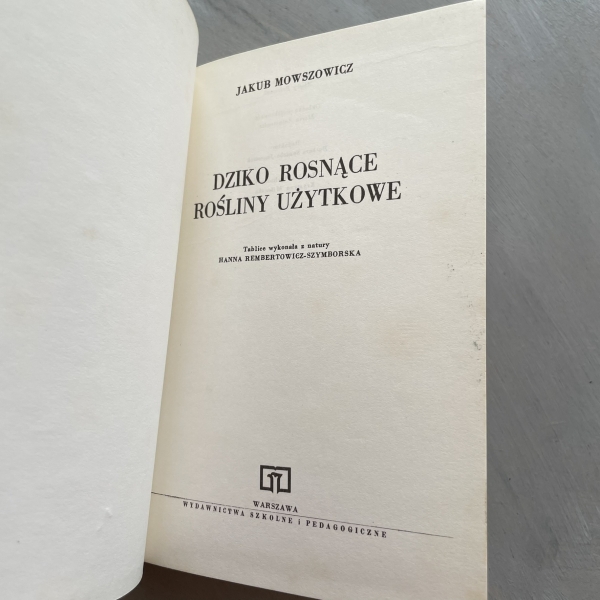 JAKUB MOWSZOWICZ
DZIKO ROSNĄCE
ROŚLINY UŻYTKOWE
Tablice wykonała z natury
HANNA REMBERTOWICZ-SZYMBORSKA
WARSZAWA
WYDAWNICTWA SZKOLNE i PEDAGOGICZNE